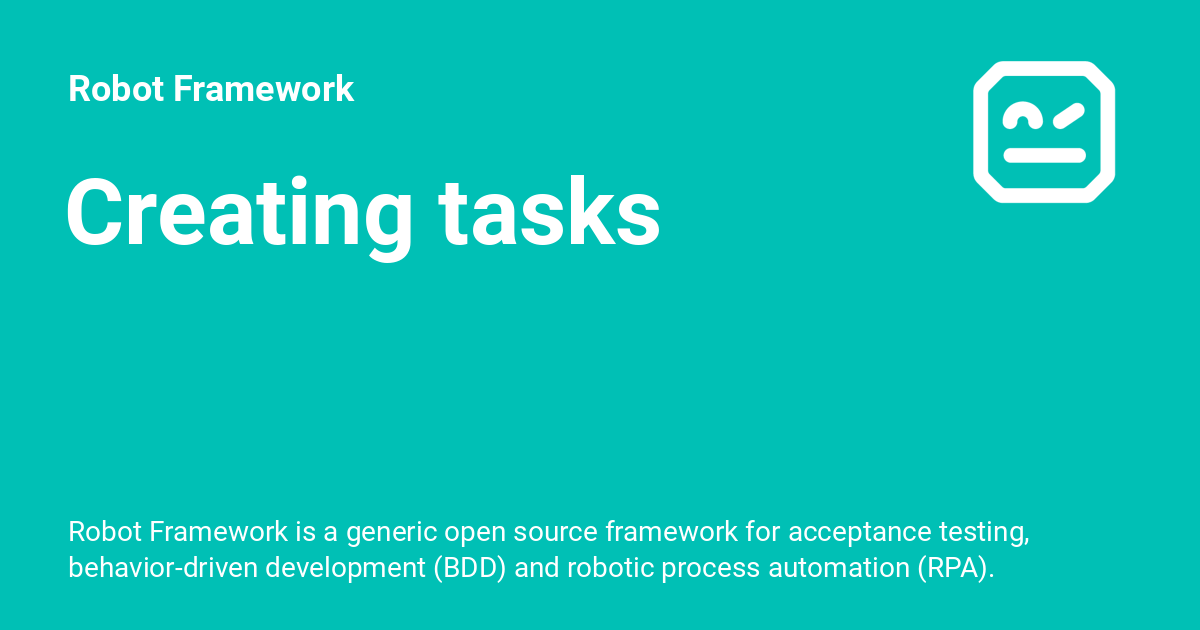 Robot Framework
Creating tasks
Robot Framework is a generic open source framework for acceptance testing,
behavior-driven development (BDD) and robotic process automation (RPA).